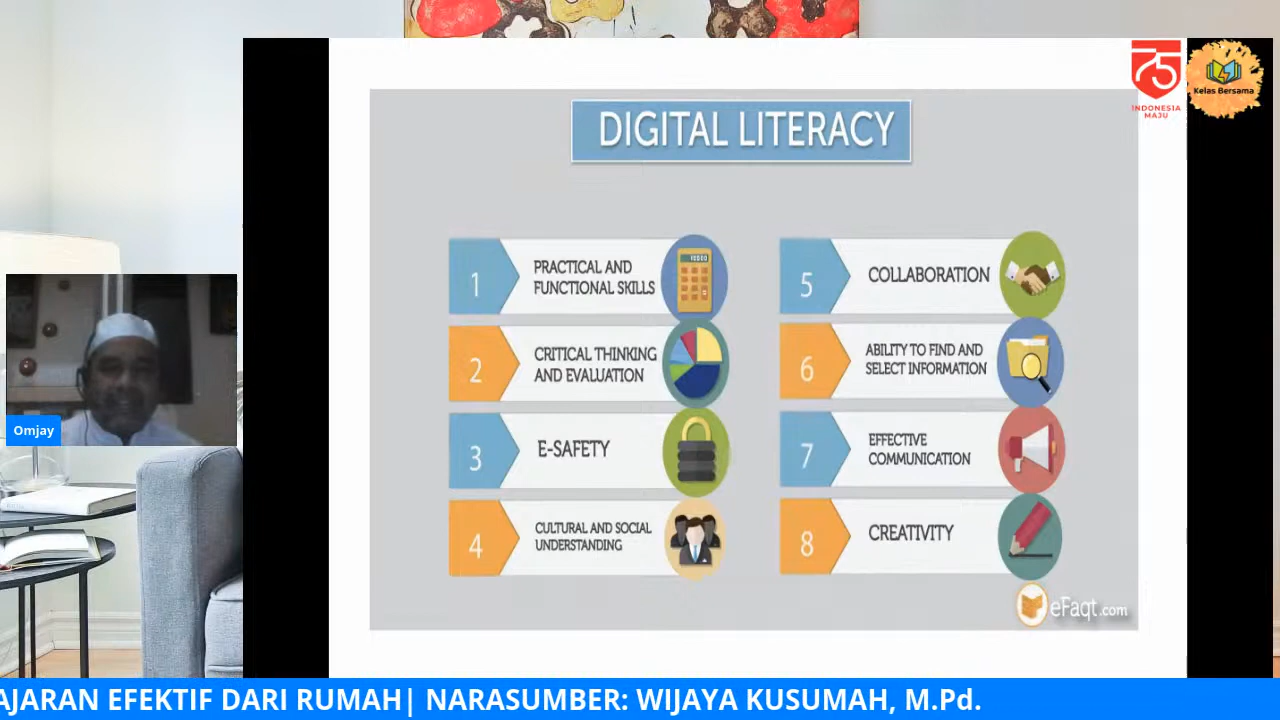 75
INDONESIA
MAJU
Kelas Bersama
DIGITAL LITERACY
1
PRACTICAL AND
FUNCTIONAL SKILLS
2
CRITICAL THINKING
AND EVALUATION
3
E-SAFETY
4
CULTURAL AND SOCIAL
UNDERSTANDING
5
COLLABORATION
6
ABILITY TO FIND AND
SELECT INFORMATION
7
EFFECTIVE
COMMUNICATION
8
CREATIVITY
eFaqt.com
Omjay
AJARAN EFEKTIF DARI RUMAH| NARASUMBER: WIJAYA KUSUMAH, M.Pd.